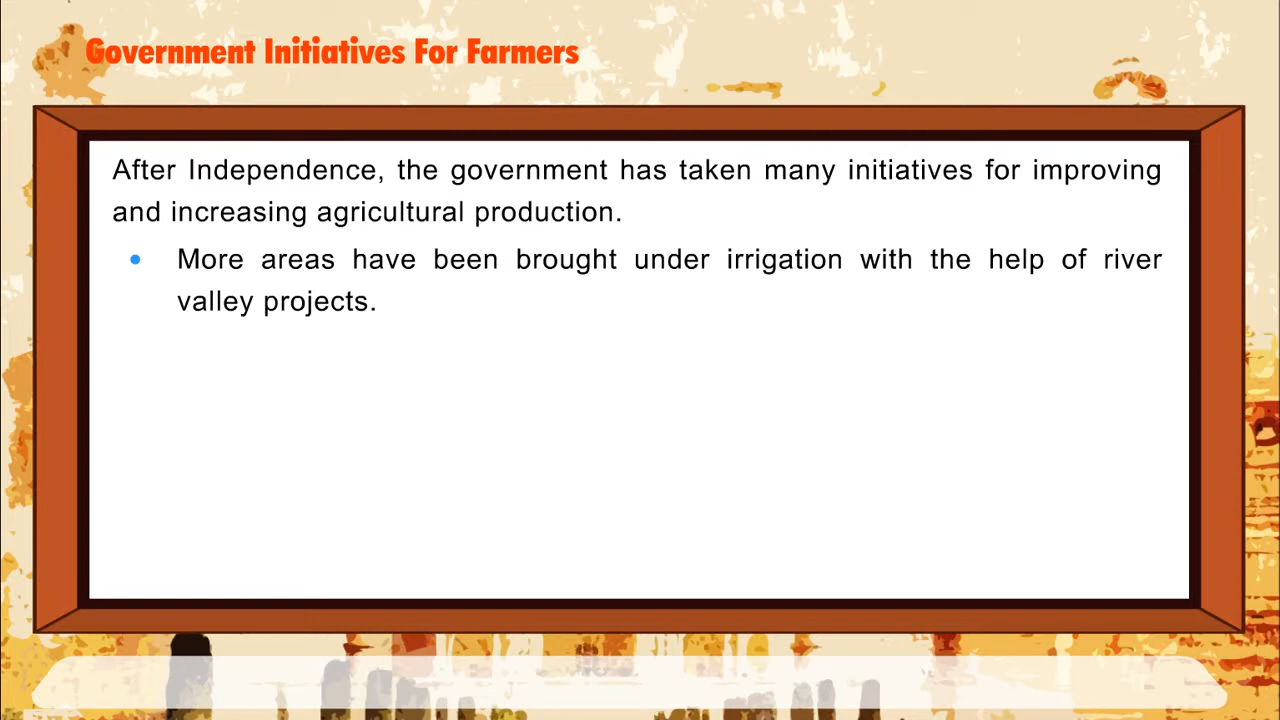 Government Initiatives For Farmers
After Independence, the government has taken many initiatives for improving
and increasing agricultural production.
• More areas have been brought under irrigation with the help of river
valley projects.